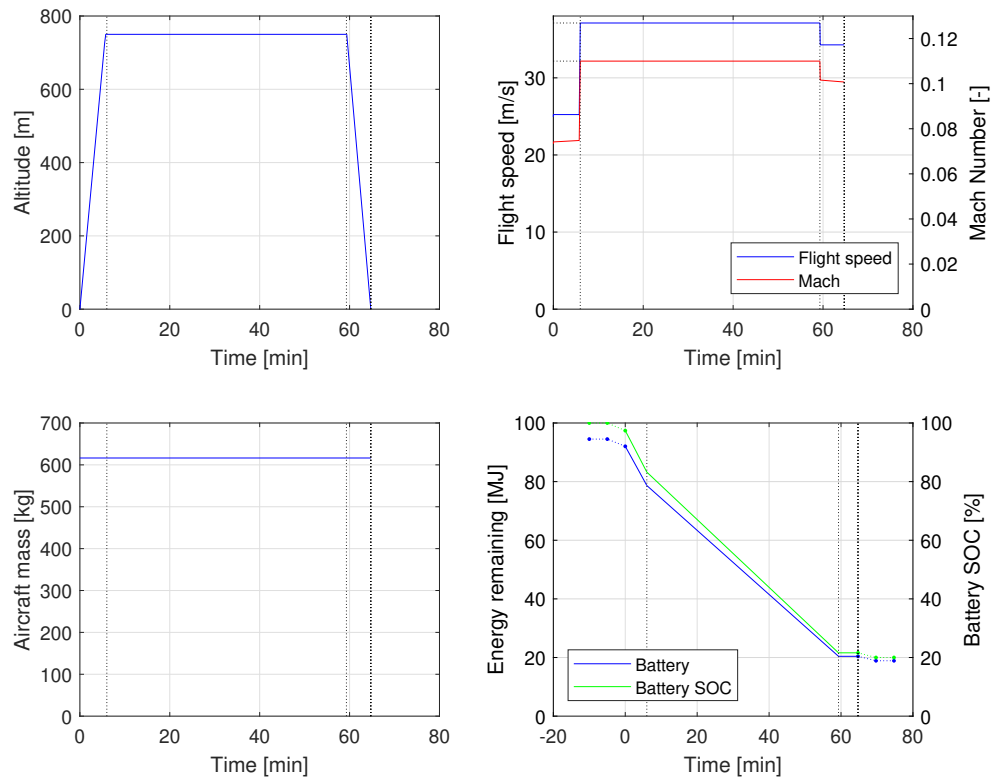 800
600
400
200
0
Altitude [m]
0 20 40 60 80
Time [min]
30
20
10
0
Flight speed [m/s]
0.12
0.1
0.08
0.06
0.04
0.02
0
Mach Number [-]
Flight speed
Mach
0 20 40 60 80
Time [min]
700
600
500
400
300
200
100
0
Aircraft mass [kg]
0 20 40 60 80
Time [min]
100
80
60
40
20
0
Energy remaining [MJ]
100
80
60
40
20
0
Battery SOC [%]
Battery
Battery SOC
-20 0 20 40 60 80
Time [min]